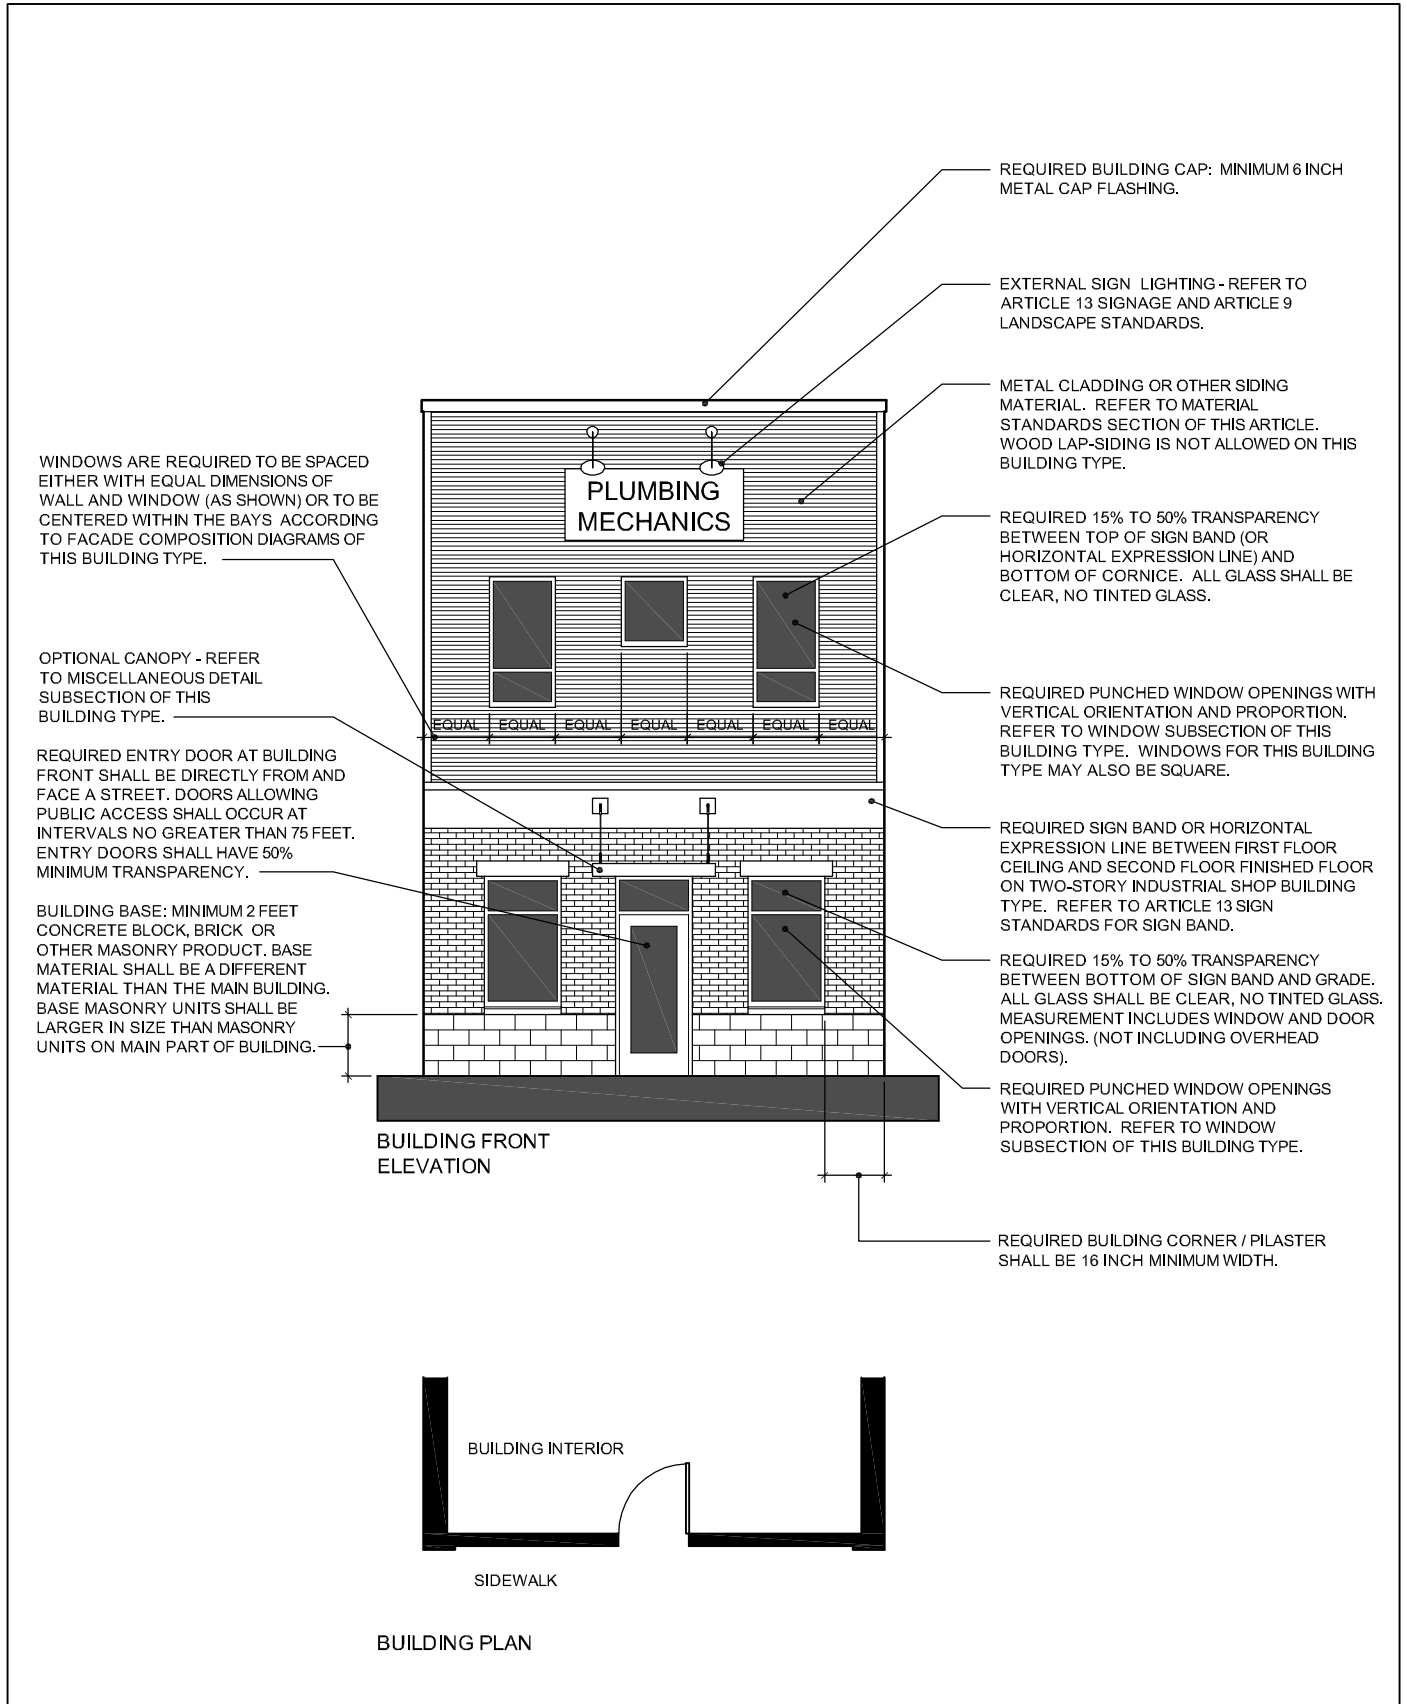 REQUIRED BUILDING CAP: MINIMUM 6 INCH
METAL CAP FLASHING.
EXTERNAL SIGN LIGHTING - REFER TO
ARTICLE 13 SIGNAGE AND ARTICLE 9
LANDSCAPE STANDARDS.
METAL CLADDING OR OTHER SIDING
MATERIAL. REFER TO MATERIAL
STANDARDS SECTION OF THIS ARTICLE.
WOOD LAP-SIDING IS NOT ALLOWED ON THIS
BUILDING TYPE.
REQUIRED 15% TO 50% TRANSPARENCY
BETWEEN TOP OF SIGN BAND (OR
HORIZONTAL EXPRESSION LINE) AND
BOTTOM OF CORNICE. ALL GLASS SHALL BE
CLEAR, NO TINTED GLASS.
REQUIRED PUNCHED WINDOW OPENINGS WITH
VERTICAL ORIENTATION AND PROPORTION.
REFER TO WINDOW SUBSECTION OF THIS
BUILDING TYPE. WINDOWS FOR THIS BUILDING
TYPE MAY ALSO BE SQUARE.
REQUIRED SIGN BAND OR HORIZONTAL
EXPRESSION LINE BETWEEN FIRST FLOOR
CEILING AND SECOND FLOOR FINISHED FLOOR
ON TWO-STORY INDUSTRIAL SHOP BUILDING
TYPE. REFER TO ARTICLE 13 SIGN
STANDARDS FOR SIGN BAND.
REQUIRED 15% TO 50% TRANSPARENCY
BETWEEN BOTTOM OF SIGN BAND AND GRADE.
ALL GLASS SHALL BE CLEAR, NO TINTED GLASS.
MEASUREMENT INCLUDES WINDOW AND DOOR
OPENINGS. (NOT INCLUDING OVERHEAD
DOORS).
REQUIRED PUNCHED WINDOW OPENINGS
WITH VERTICAL ORIENTATION AND
PROPORTION. REFER TO WINDOW
SUBSECTION OF THIS BUILDING TYPE.
REQUIRED BUILDING CORNER / PILASTER
SHALL BE 16 INCH MINIMUM WIDTH.
WINDOWS ARE REQUIRED TO BE SPACED
EITHER WITH EQUAL DIMENSIONS OF
WALL AND WINDOW (AS SHOWN) OR TO BE
CENTERED WITHIN THE BAYS ACCORDING
TO FACADE COMPOSITION DIAGRAMS OF
THIS BUILDING TYPE.
OPTIONAL CANOPY - REFER
TO MISCELLANEOUS DETAIL
SUBSECTION OF THIS
BUILDING TYPE.
REQUIRED ENTRY DOOR AT BUILDING
FRONT SHALL BE DIRECTLY FROM AND
FACE A STREET. DOORS ALLOWING
PUBLIC ACCESS SHALL OCCUR AT
INTERVALS NO GREATER THAN 75 FEET.
ENTRY DOORS SHALL HAVE 50%
MINIMUM TRANSPARENCY.
BUILDING BASE: MINIMUM 2 FEET
CONCRETE BLOCK, BRICK OR
OTHER MASONRY PRODUCT. BASE
MATERIAL SHALL BE A DIFFERENT
MATERIAL THAN THE MAIN BUILDING.
BASE MASONRY UNITS SHALL BE
LARGER IN SIZE THAN MASONRY
UNITS ON MAIN PART OF BUILDING.
PLUMBING
MECHANICS
EQUAL EQUAL EQUAL EQUAL EQUAL EQUAL EQUAL
BUILDING FRONT
ELEVATION
BUILDING INTERIOR
SIDEWALK
BUILDING PLAN